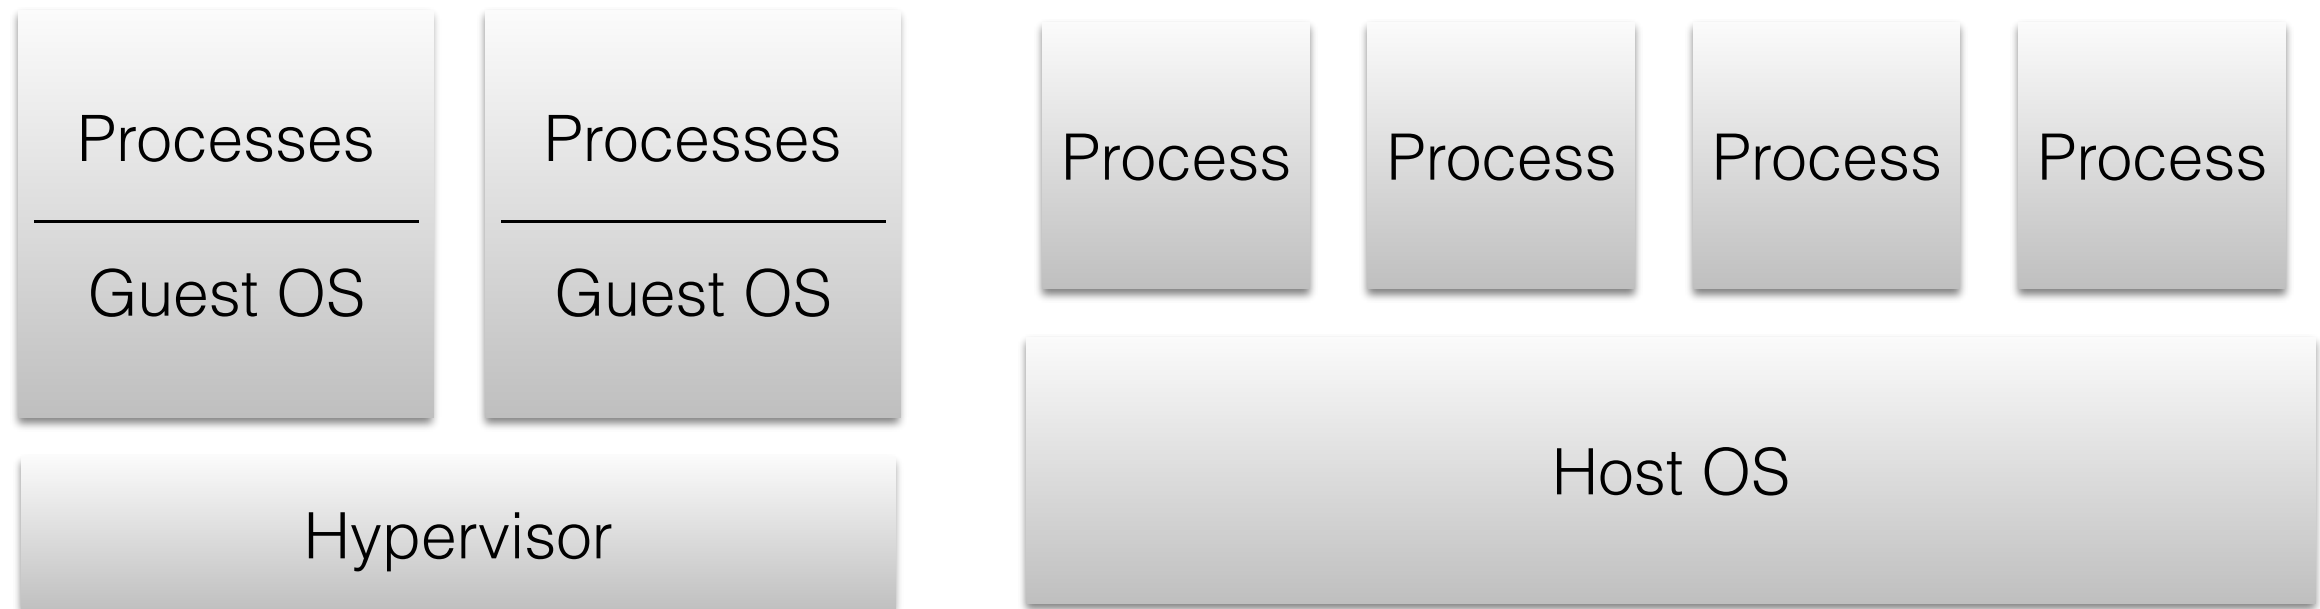 Processes
Guest OS
Processes
Guest OS
Hypervisor
Process
Process
Process
Process
Host OS